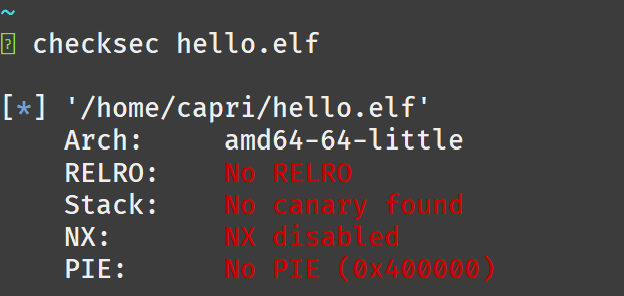 ~
checksec hello.elf
[*] '/home/capri/hello.elf'
Arch: amd64-64-little
RELRO: No RELRO
Stack: No canary found
NX: NX disabled
PIE: No PIE (0x400000)